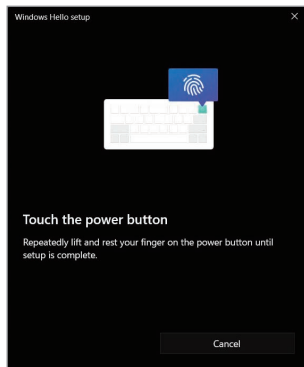 Windows Hello setup
Touch the power button
Repeatedly lift and rest your finger on the power button until
setup is complete.
Cancel